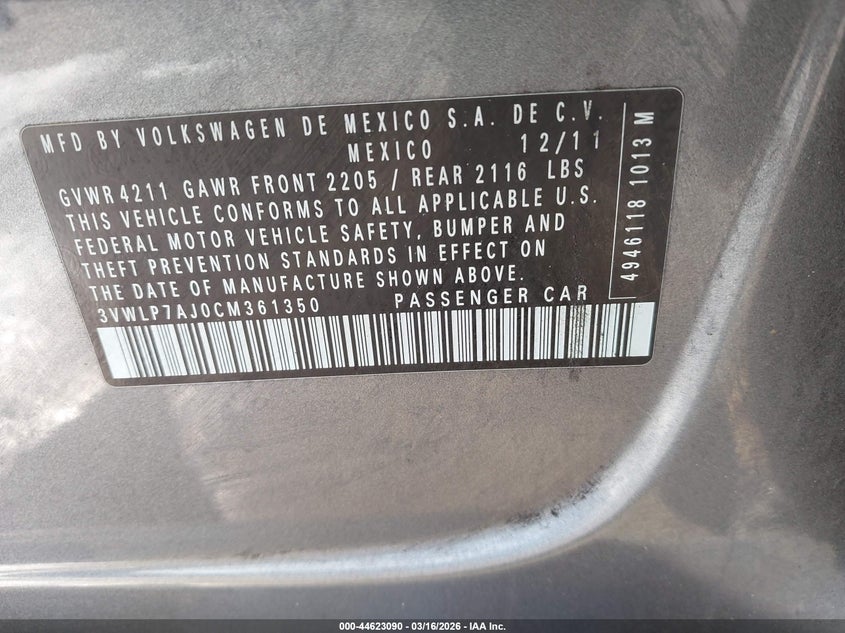 MFD BY VOLKSWAGEN DE MEXICO S.A. DE C.V.
MEXICO 12/11
GVWR 4211 GAWR FRONT 2205 / REAR 2116 LBS
THIS VEHICLE CONFORMS TO ALL APPLICABLE U.S.
FEDERAL MOTOR VEHICLE SAFETY, BUMPER AND
THEFT PREVENTION STANDARDS IN EFFECT ON
THE DATE OF MANUFACTURE SHOWN ABOVE.
3VWLP7AJ0CM361350 PASSENGER CAR
4946118 1013 M
000-44623090 - 03/16/2026 - IAA Inc.